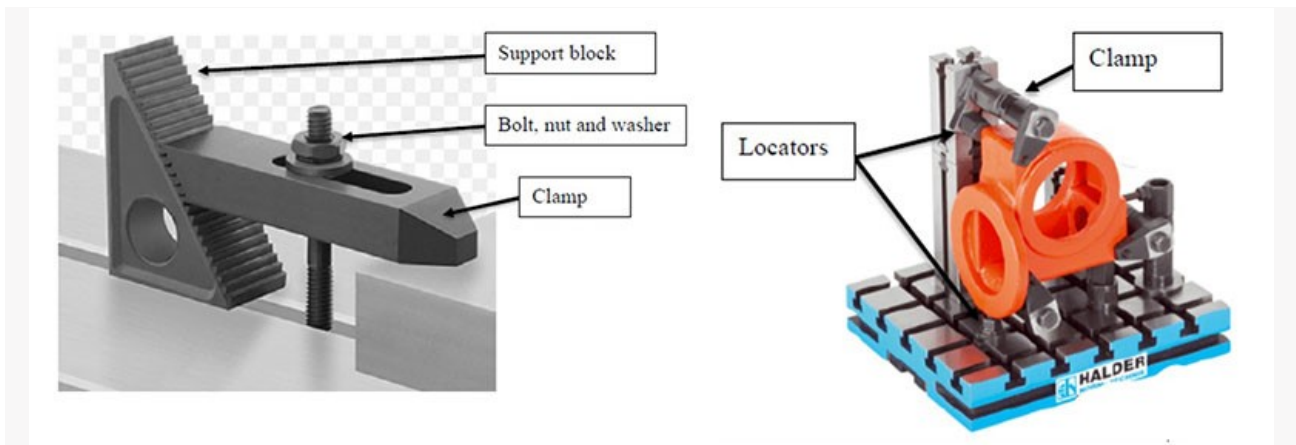 Support block
Bolt, nut and washer
Clamp
Clamp
Locators
HALDER